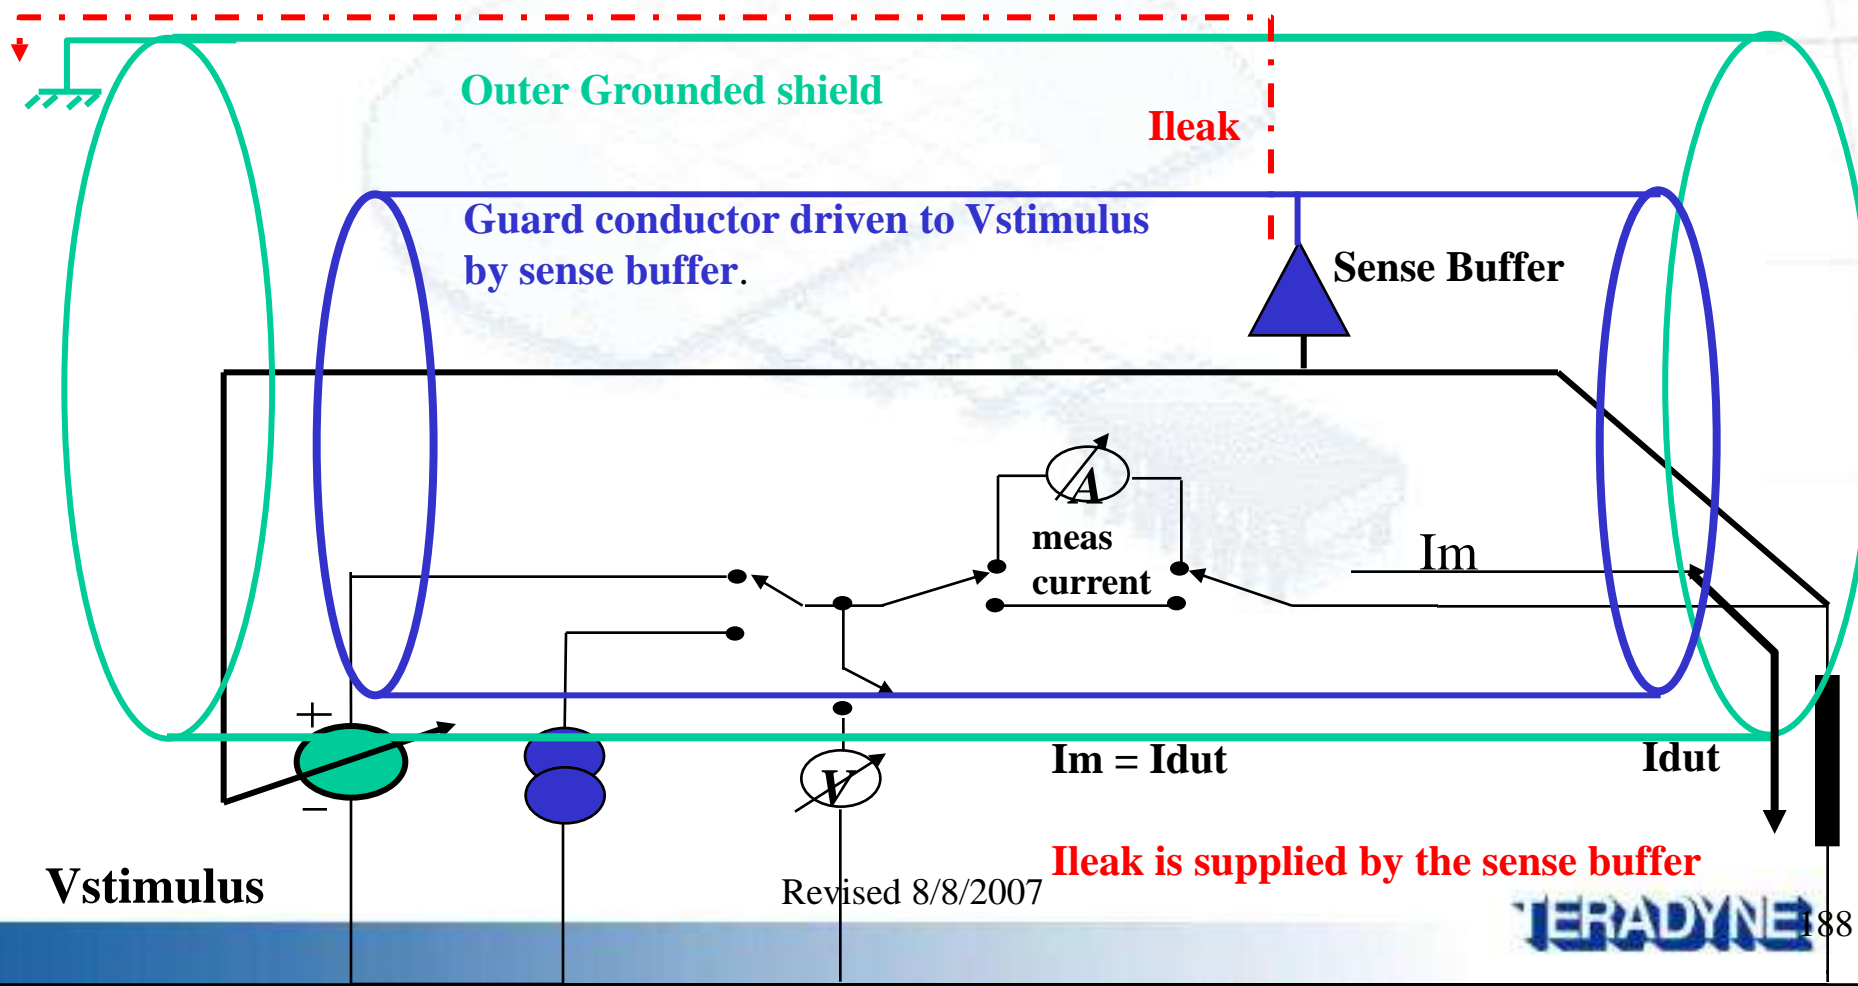 Outer Grounded shield
Ileak
Guard conductor driven to Vstimulus
by sense buffer.
Sense Buffer
A
meas
current
Im
+
−
V
Im = Idut
Idut
Vstimulus
Ileak is supplied by the sense buffer
Revised 8/8/2007
TERADYNE
188